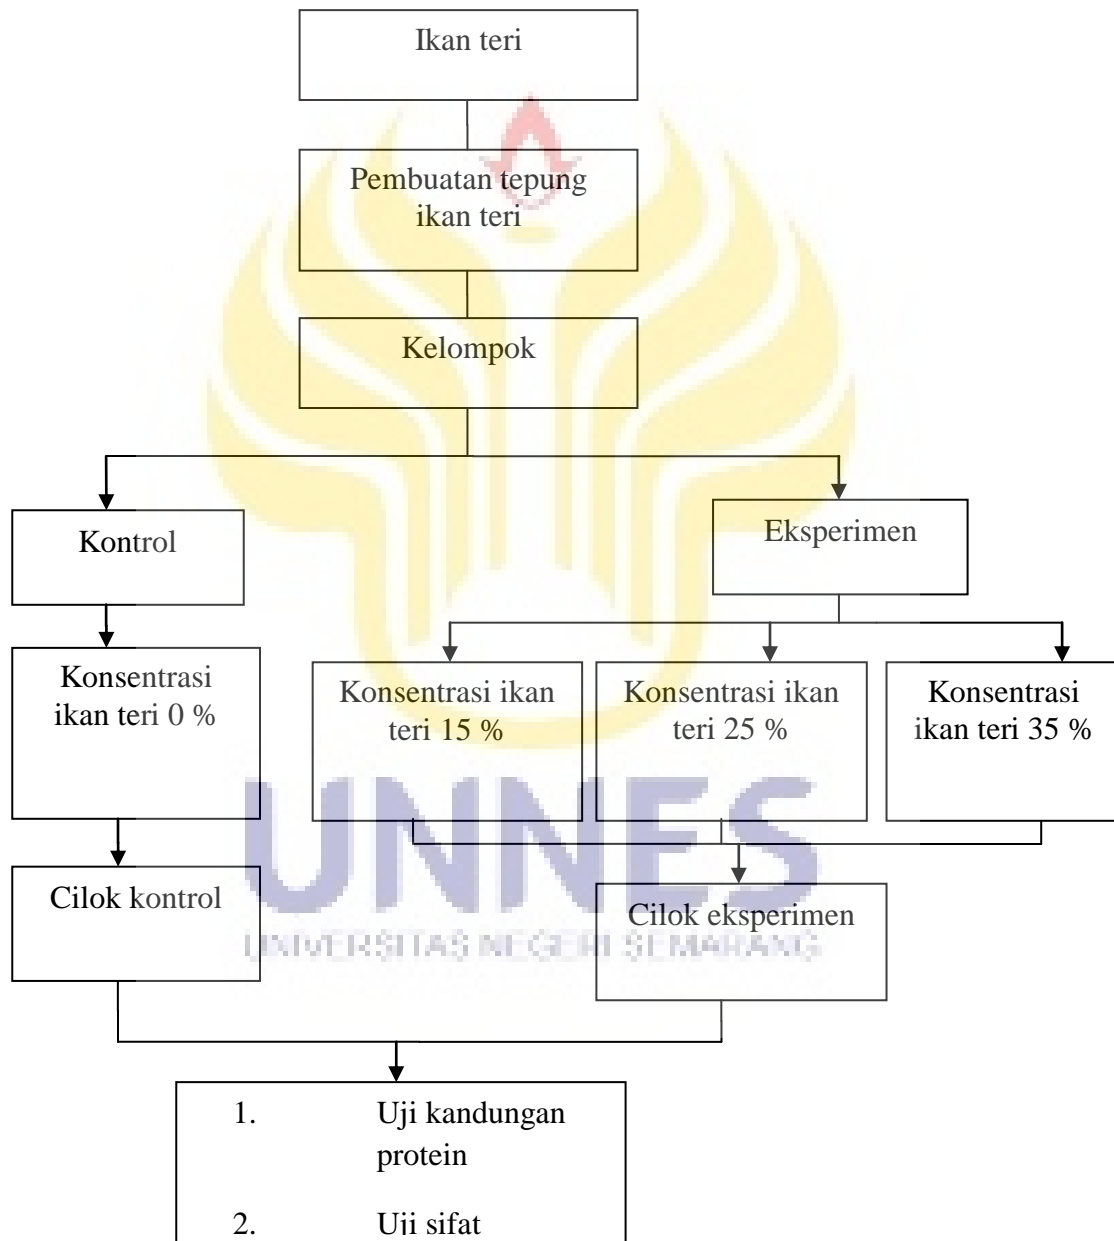 Ikan teri
Pembuatan tepung
ikan teri
Kelompok
Kontrol
Eksperimen
Konsentrasi
ikan teri 0 %
Konsentrasi ikan
teri 15 %
Konsentrasi ikan
teri 25 %
Konsentrasi
ikan teri 35 %
UNNES
UNIVERSITAS NEGERI SEMARANG
Cilok kontrol
Cilok eksperimen
1. Uji kandungan
protein
2. Uji sifat